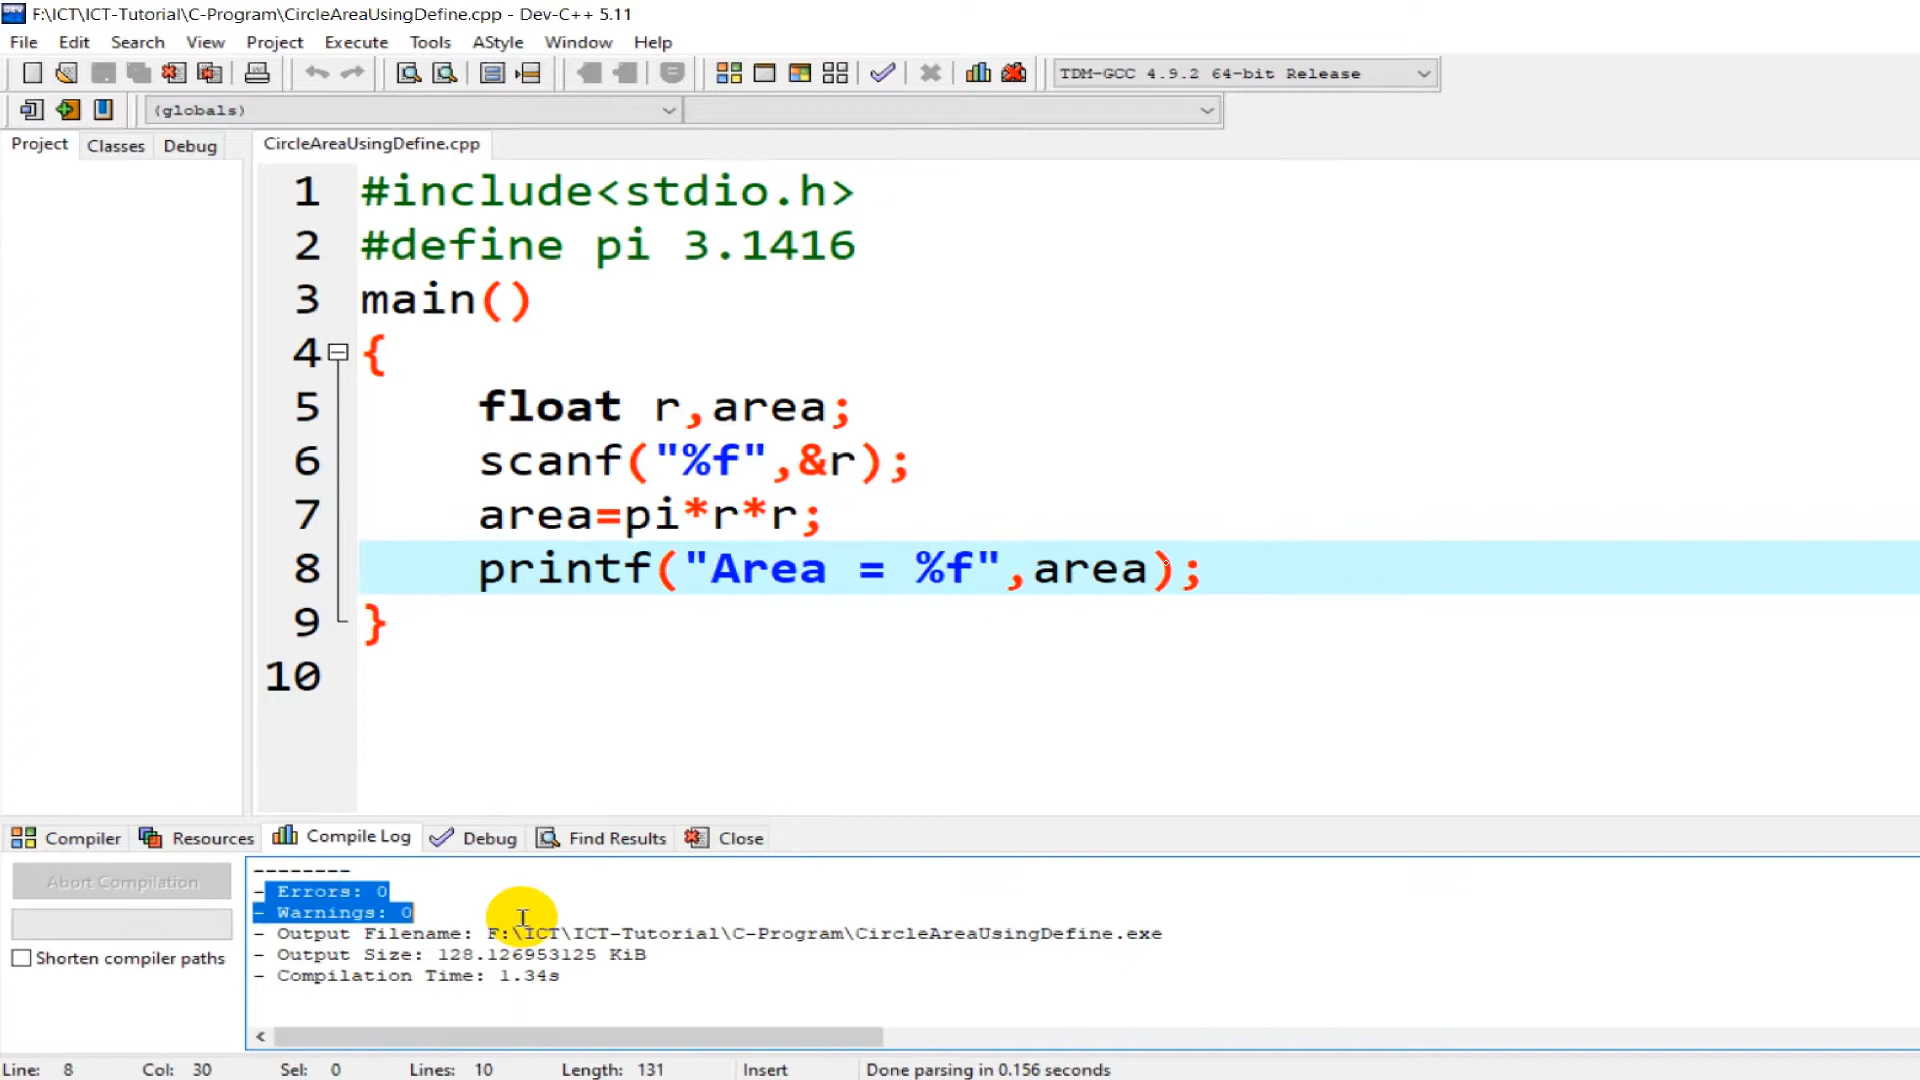 F:\ICT\ICT-Tutorial\C-Program\CircleAreaUsingDefine.cpp - Dev-C++ 5.11
File Edit Search View Project Execute Tools AStyle Window Help
TDM-GCC 4.9.2 64-bit Release
(globals)
Project Classes Debug CircleAreaUsingDefine.cpp
1 #include<stdio.h>
2 #define pi 3.1416
3 main()
4 {
5 float r,area;
6 scanf("%f",&r);
7 area=pi*r*r;
8 printf("Area = %f",area);
9 }
10
Compiler Resources Compile Log Debug Find Results Close
Abort Compilation
Shorten compiler paths
--------
- Errors: 0
- Warnings: 0
- Output Filename: F:\ICT\ICT-Tutorial\C-Program\CircleAreaUsingDefine.exe
- Output Size: 128.126953125 KiB
- Compilation Time: 1.34s
Line: 8 Col: 30 Sel: 0 Lines: 10 Length: 131 Insert Done parsing in 0.156 seconds